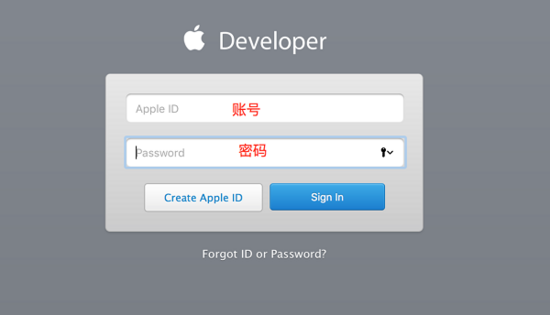 Developer
Apple ID 账号
Password 密码
Create Apple ID Sign In
Forgot ID or Password?